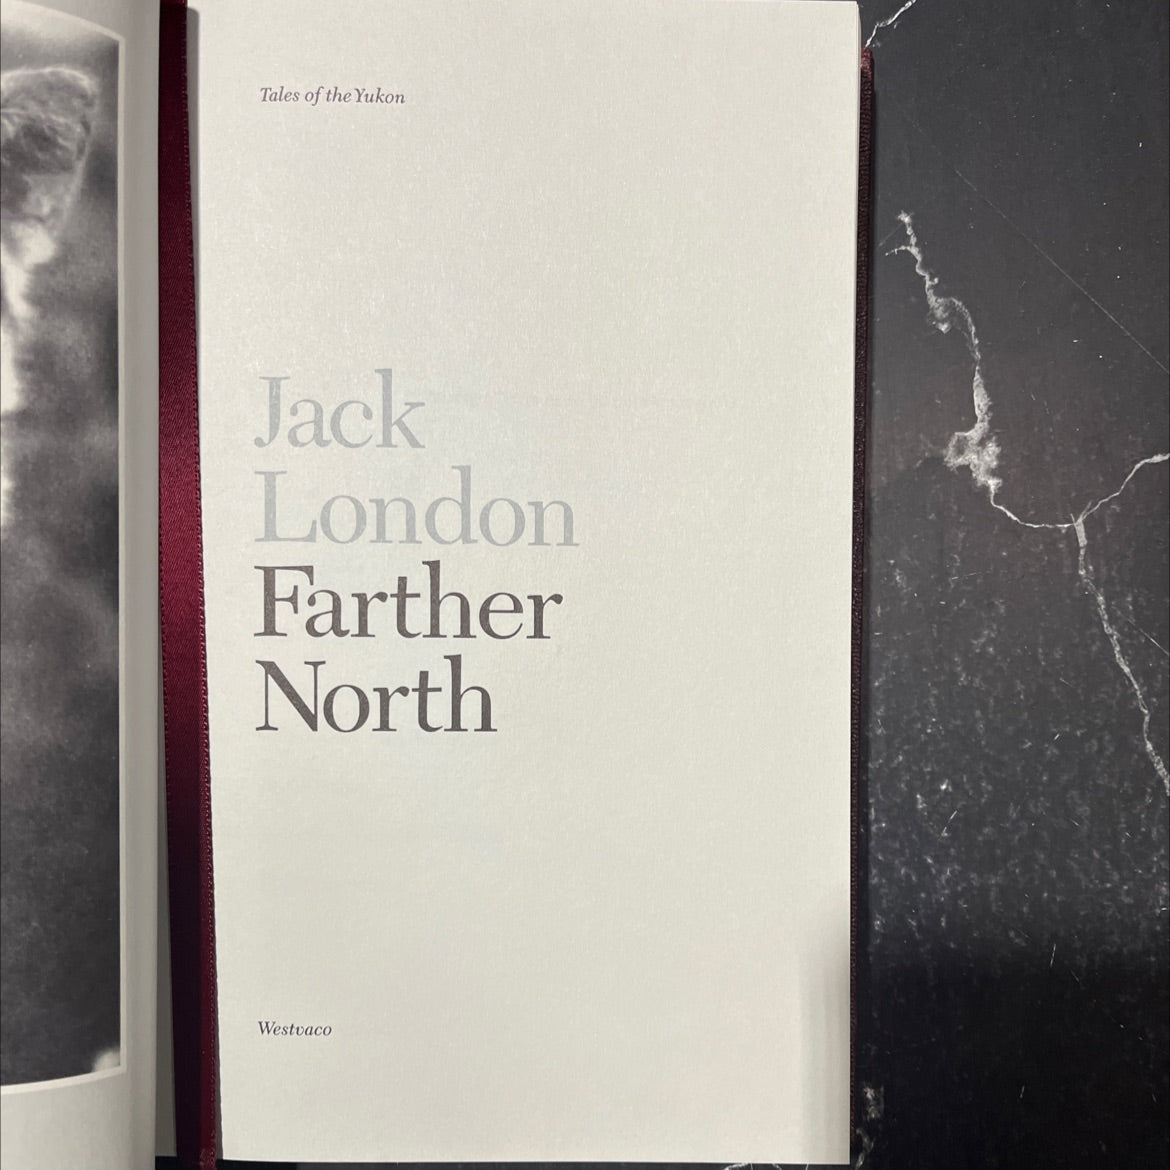 Tales of the Yukon
Jack
London
Farther
North
Westvaco